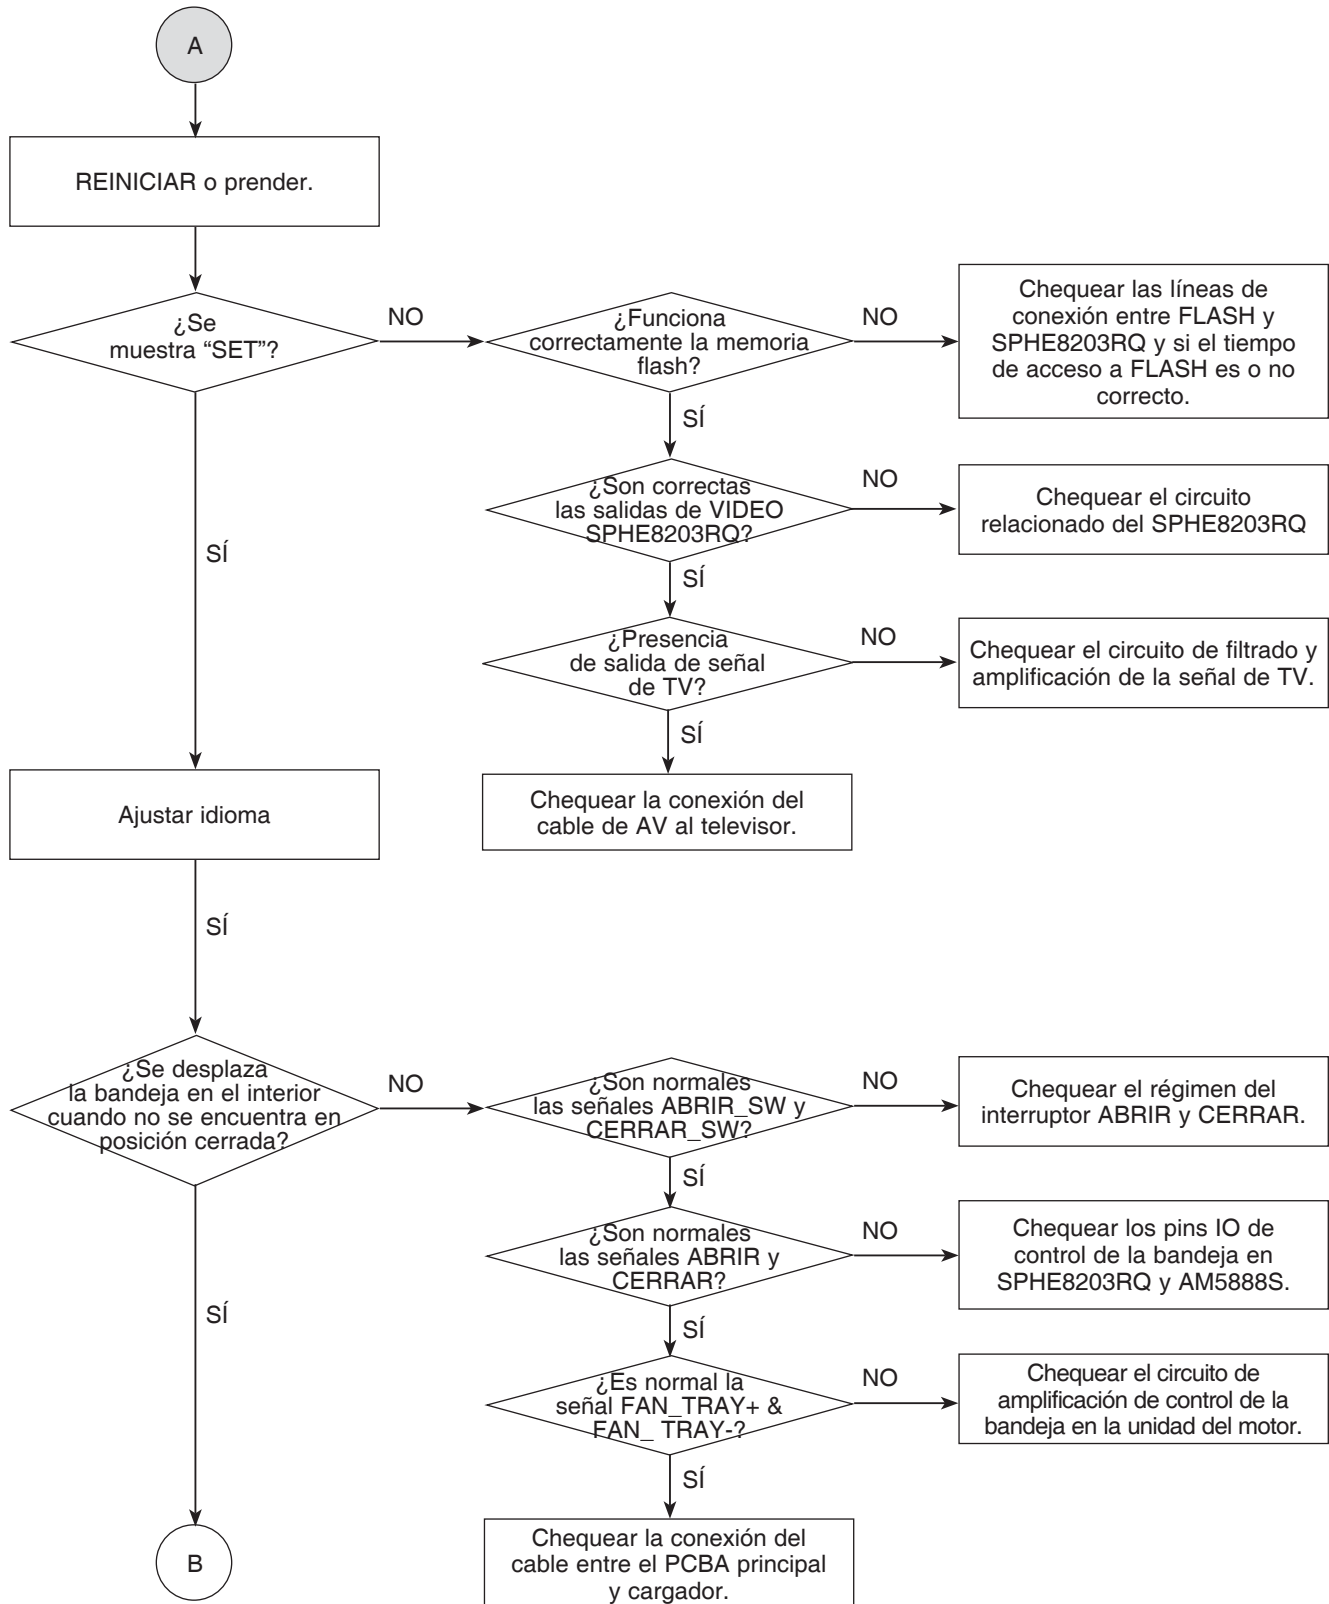 A
REINICIAR o prender.
¿Se
muestra “SET”?
NO
¿Funciona
correctamente la memoria
flash?
NO
Chequear las líneas de
conexión entre FLASH y
SPHE8203RQ y si el tiempo
de acceso a FLASH es o no
correcto.
SÍ
¿Son correctas
las salidas de VIDEO
SPHE8203RQ?
NO
Chequear el circuito
relacionado del SPHE8203RQ
SÍ
SÍ
¿Presencia
de salida de señal
de TV?
NO
Chequear el circuito de filtrado y
amplificación de la señal de TV.
SÍ
Ajustar idioma
Chequear la conexión del
cable de AV al televisor.
SÍ
¿Se desplaza
la bandeja en el interior
cuando no se encuentra en
posición cerrada?
NO
¿Son normales
las señales ABRIR_SW y
CERRAR_SW?
NO
Chequear el régimen del
interruptor ABRIR y CERRAR.
SÍ
¿Son normales
las señales ABRIR y
CERRAR?
NO
Chequear los pins IO de
control de la bandeja en
SPHE8203RQ y AM5888S.
SÍ
SÍ
¿Es normal la
señal FAN_TRAY+ &
FAN_ TRAY-?
NO
Chequear el circuito de
amplificación de control de la
bandeja en la unidad del motor.
SÍ
B
Chequear la conexión del
cable entre el PCBA principal
y cargador.